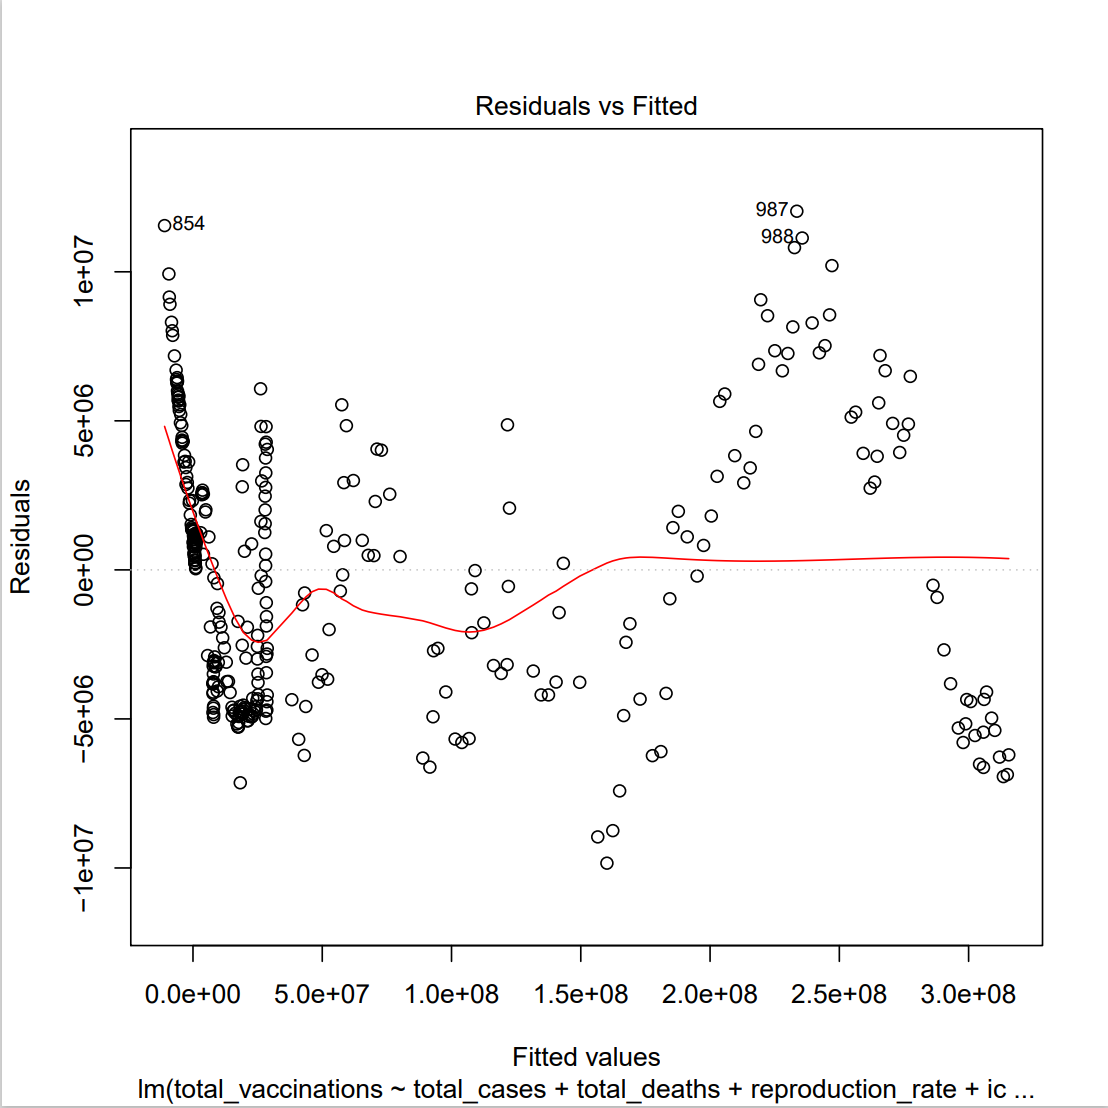 Residuals vs Fitted
854
987
988
Residuals
1e+07
5e+06
0e+00
−5e+06
−1e+07
0.0e+00 5.0e+07 1.0e+08 1.5e+08 2.0e+08 2.5e+08 3.0e+08
Fitted values
lm(total_vaccinations ~ total_cases + total_deaths + reproduction_rate + ic ...